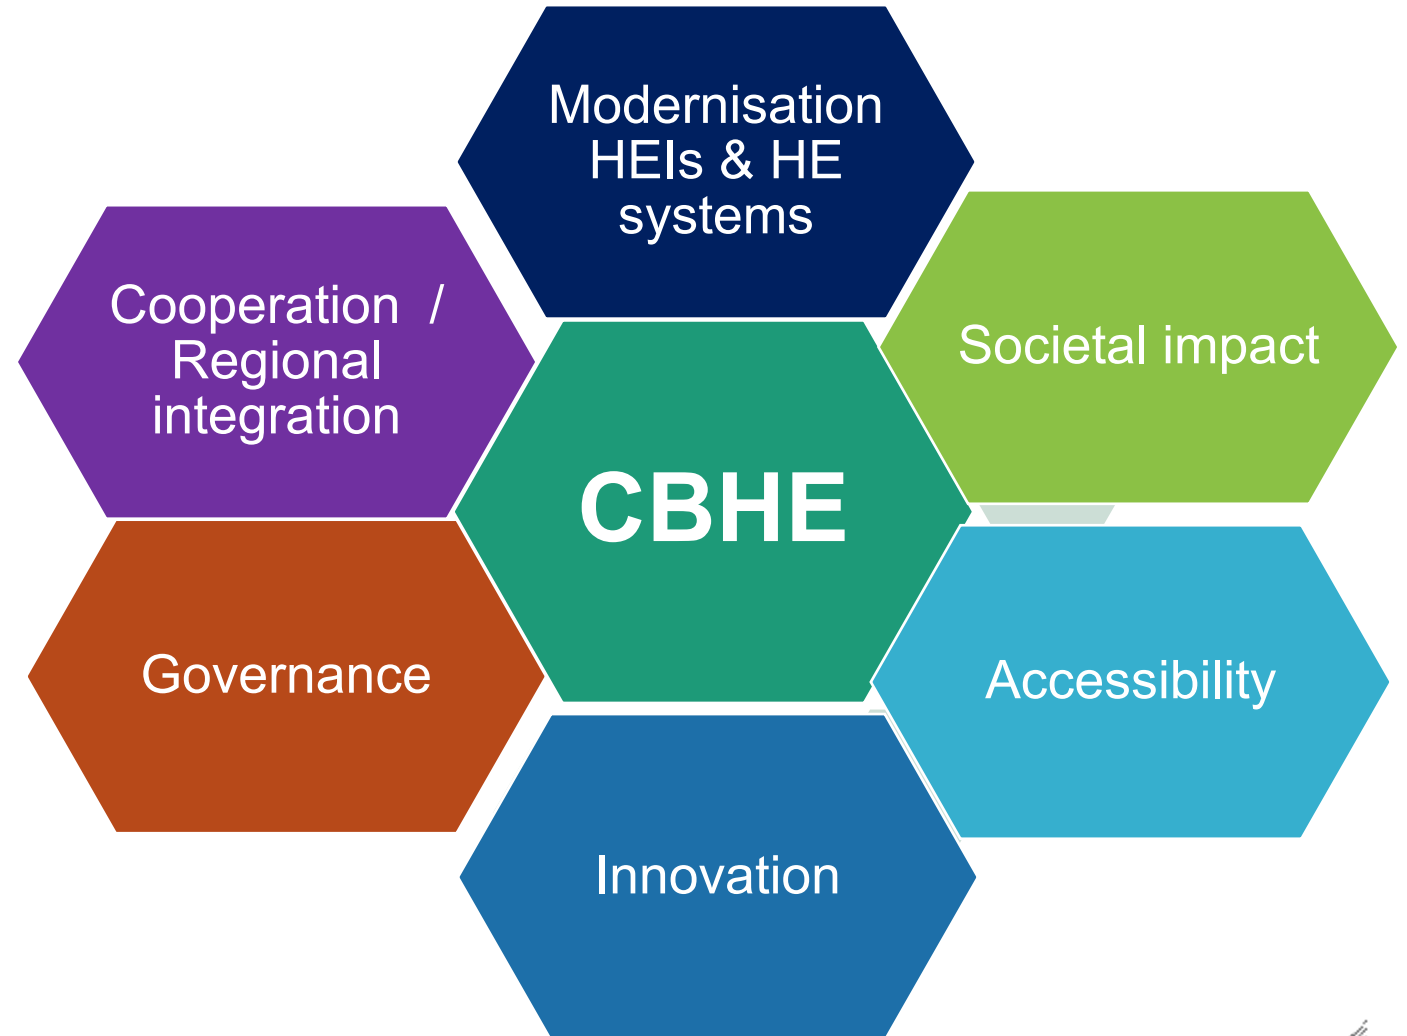 Modernisation
HEIs & HE
systems
Cooperation /
Regional
integration
Societal impact
CBHE
Governance
Accessibility
Innovation